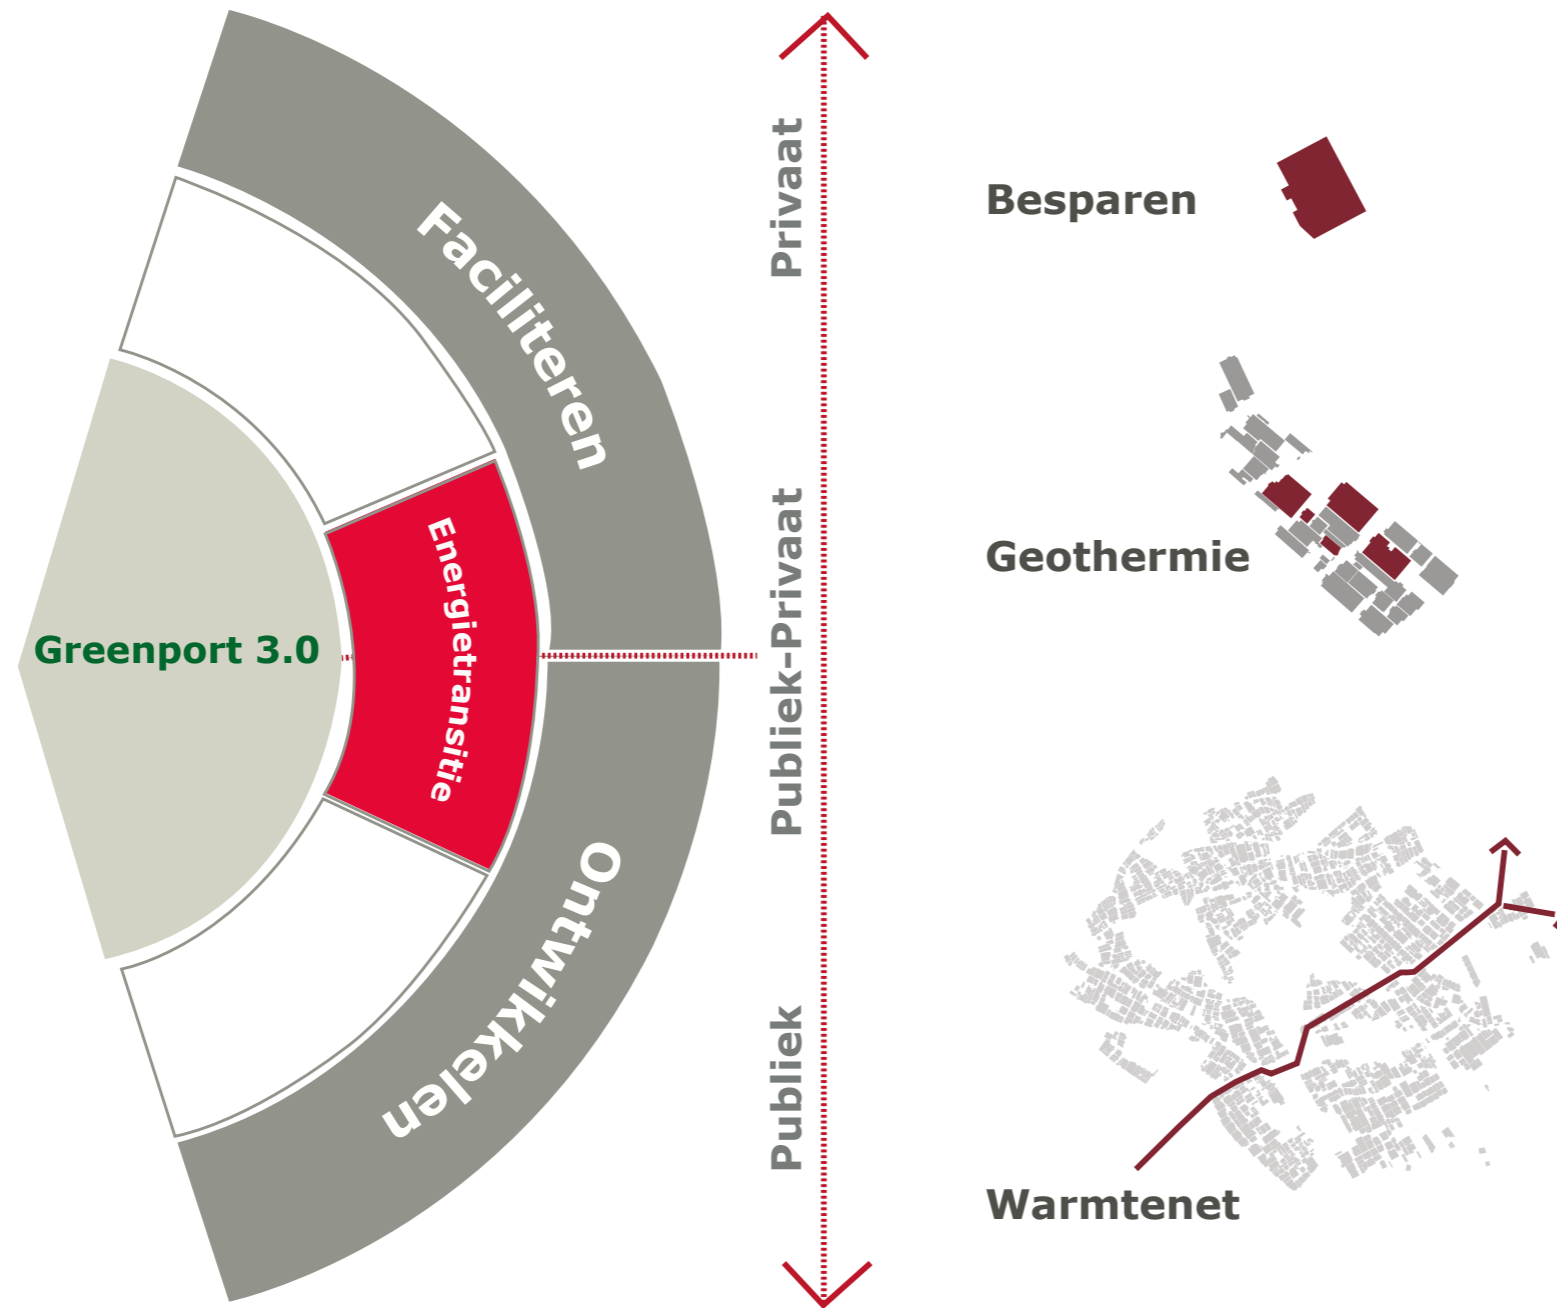 Faciliteren
Energietransitie
Greenport 3.0
Ontwikkelen
Privaat
Publiek-Privaat
Publiek
Besparen
Geothermie
Warmtenet